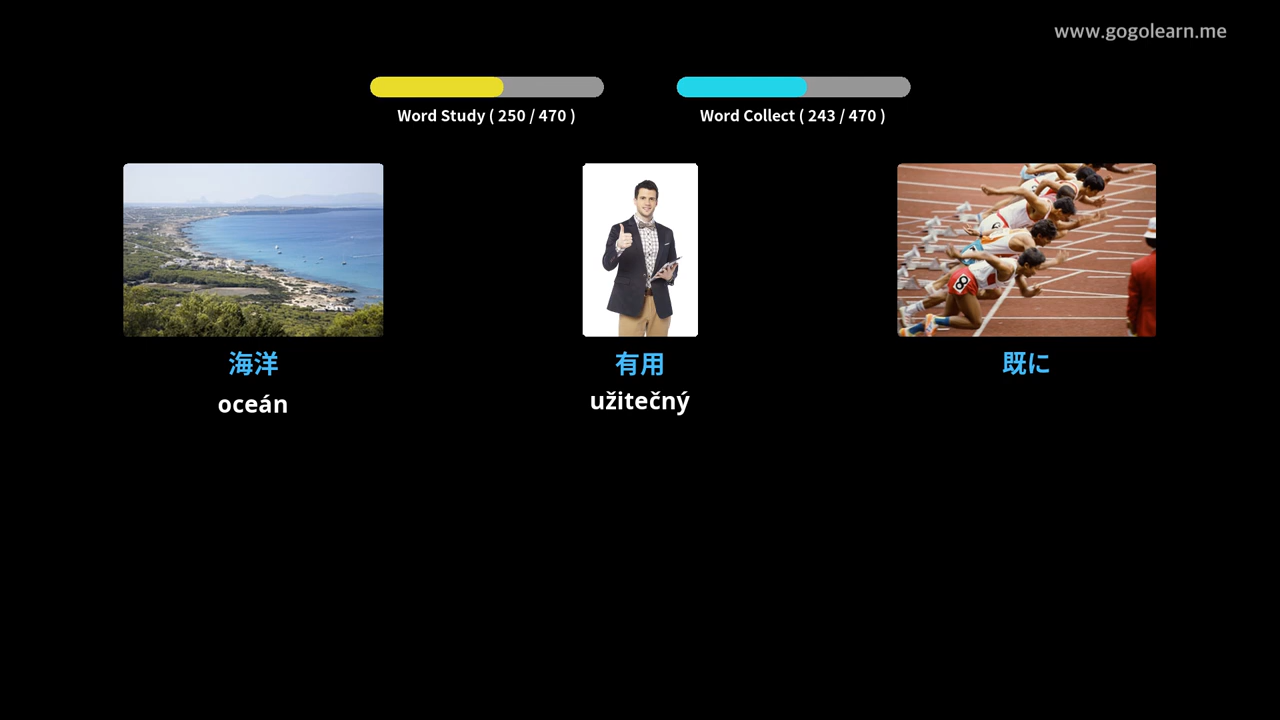 www.gogolearn.me
Word Study ( 250 / 470 )
Word Collect ( 243 / 470 )
海洋
有用
既に
oceán
užitečný
8